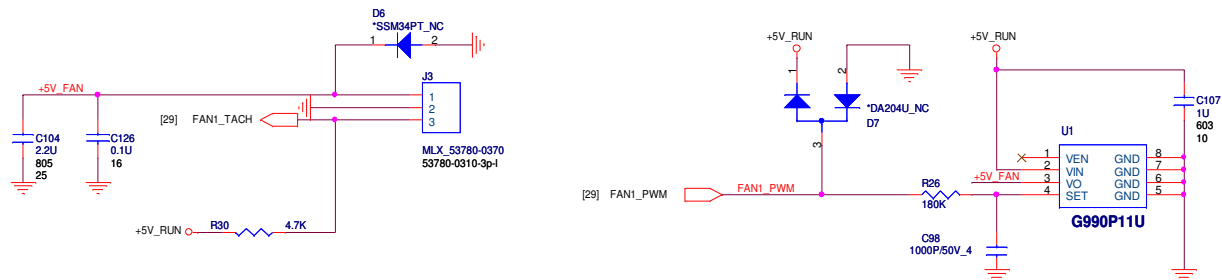 D6
*SSM34PT_NC
1
2
+5V_FAN
J3
1
2
3
[29] FAN1_TACH
C104
2.2U
805
25
C126
0.1U
16
MLX_53780-0370
53780-0310-3p-l
+5V_RUN
R30
4.7K
+5V_RUN
1
2
*DA204U_NC
D7
3
[29] FAN1_PWM
FAN1_PWM
R26
180K
C98
1000P/50V_4
+5V_RUN
C107
1U
603
10
U1
1 VEN GND 8
2 VIN GND 7
+5V_FAN 3 VO GND 6
4 SET GND 5
G990P11U